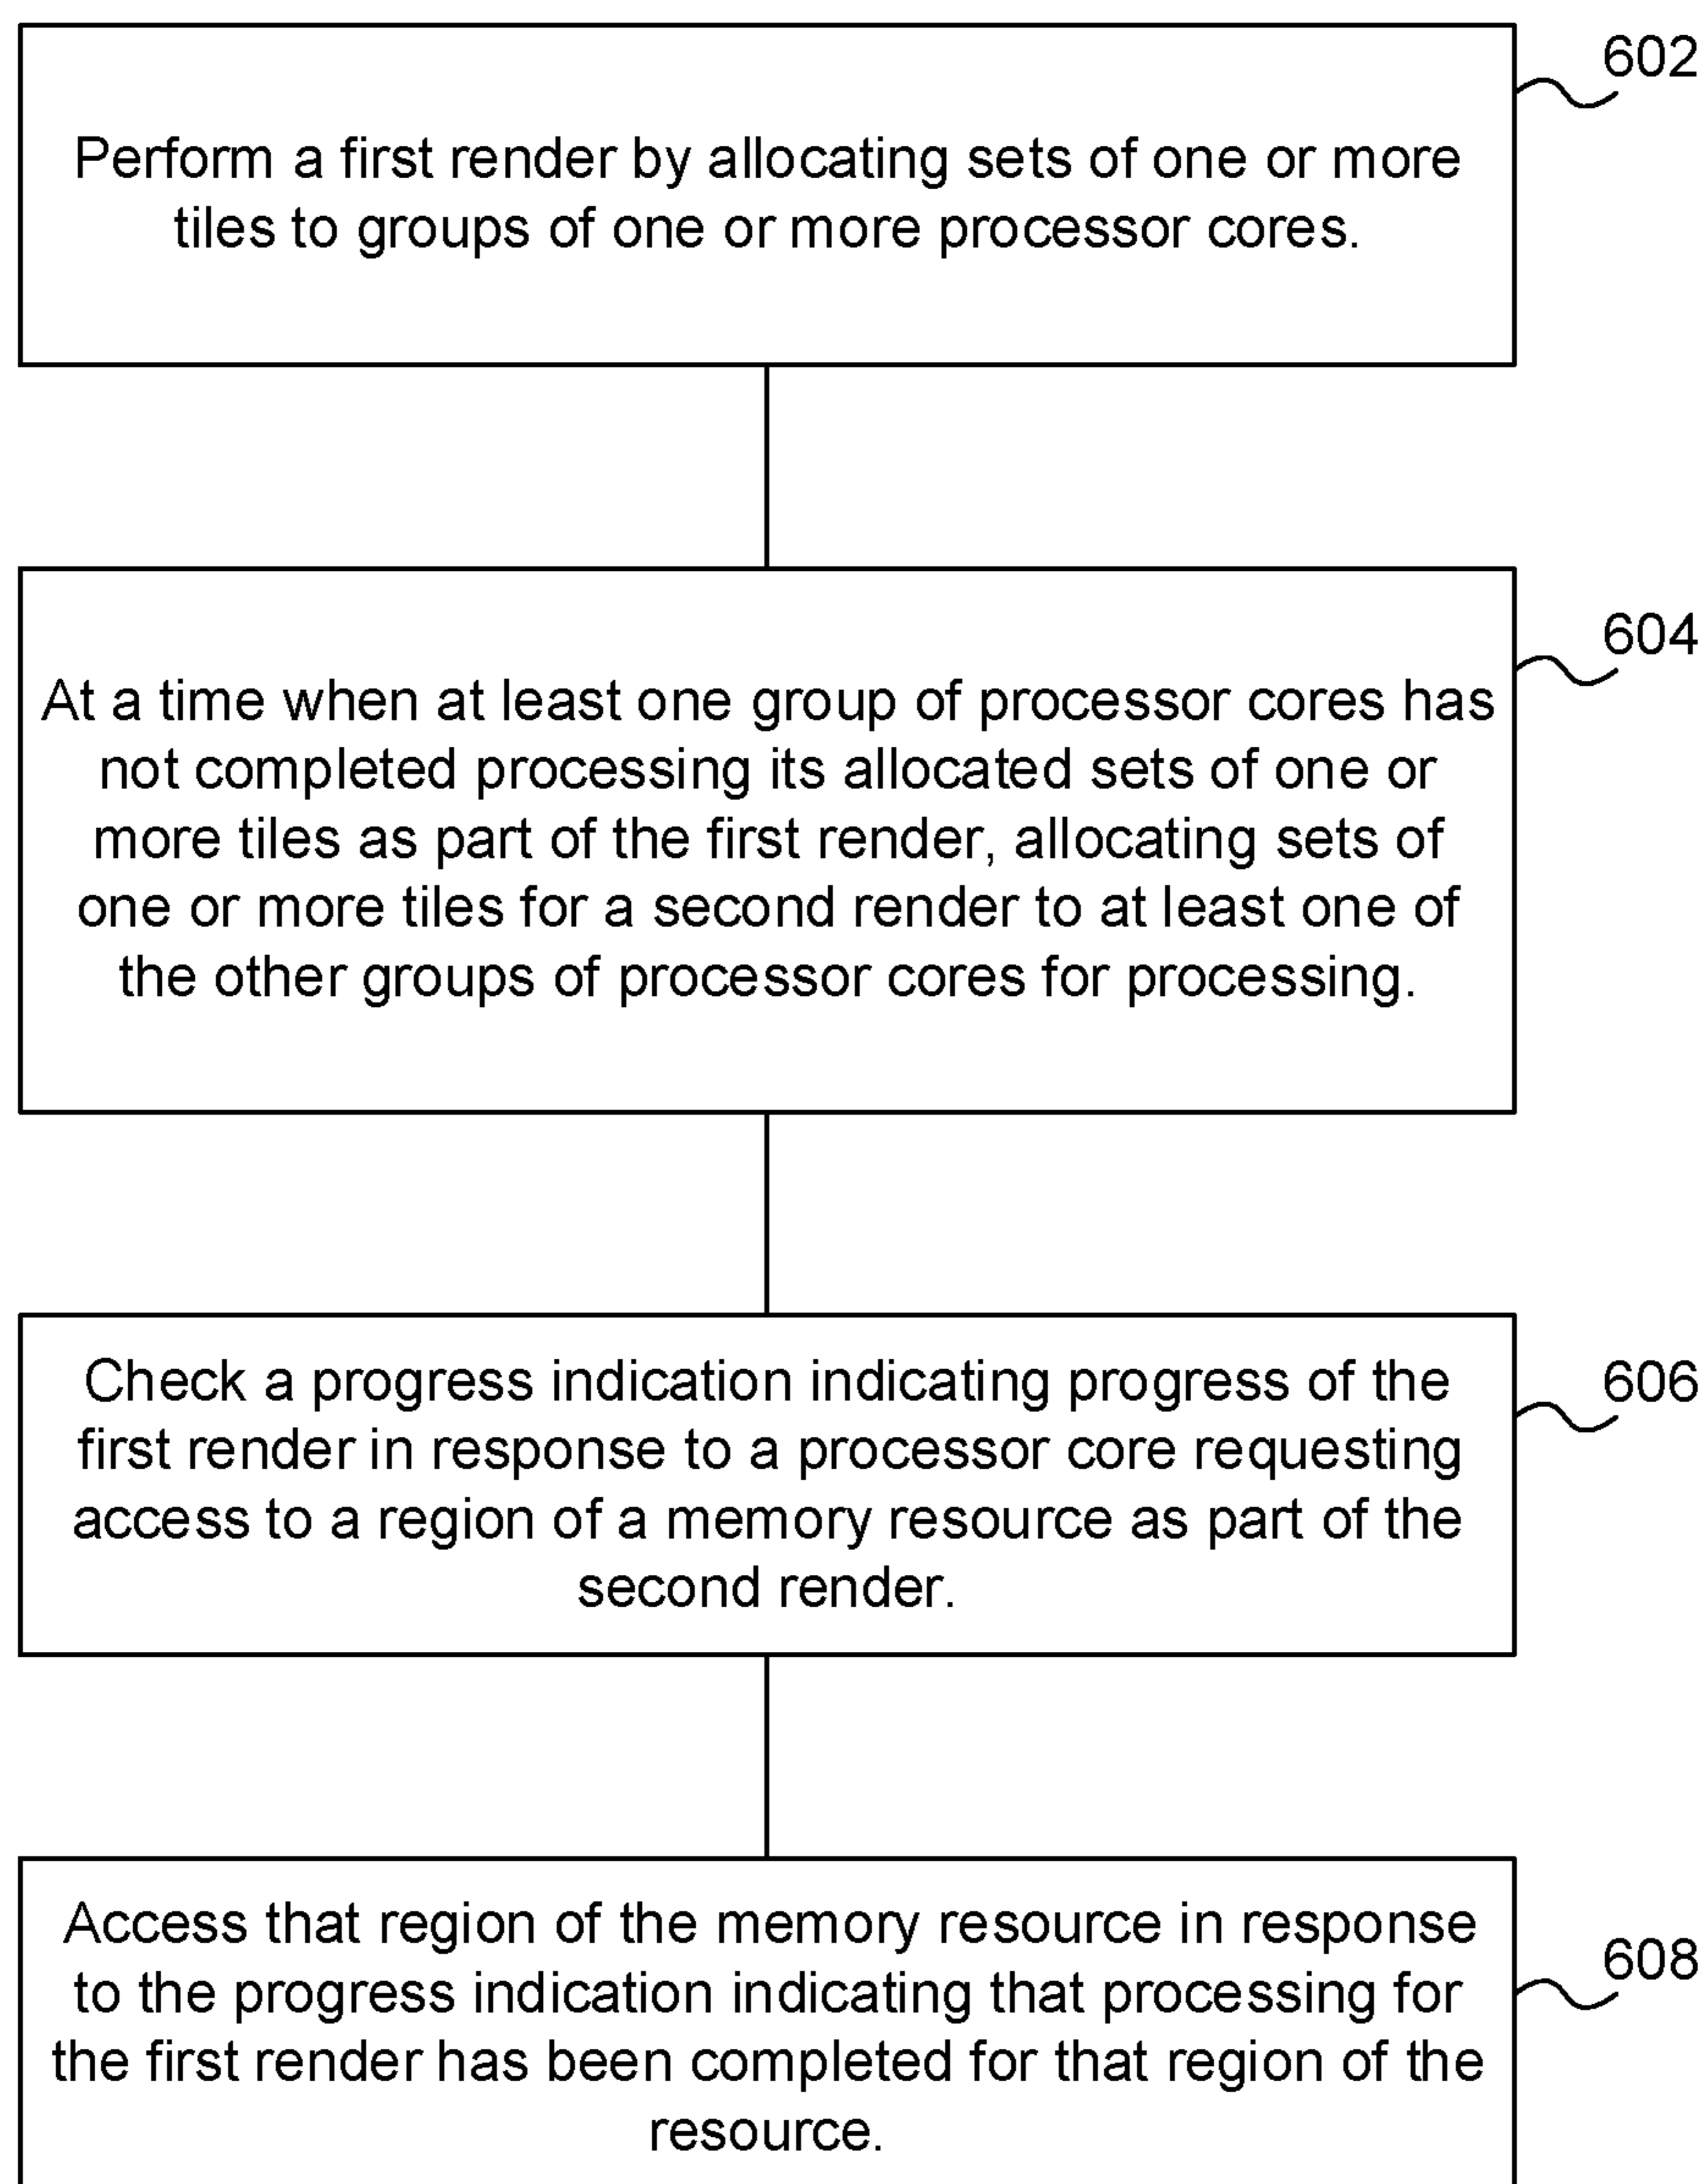 602
Perform a first render by allocating sets of one or more
tiles to groups of one or more processor cores.
604
At a time when at least one group of processor cores has
not completed processing its allocated sets of one or
more tiles as part of the first render, allocating sets of
one or more tiles for a second render to at least one of
the other groups of processor cores for processing.
606
Check a progress indication indicating progress of the
first render in response to a processor core requesting
access to a region of a memory resource as part of the
second render.
608
Access that region of the memory resource in response
to the progress indication indicating that processing for
the first render has been completed for that region of the
resource.